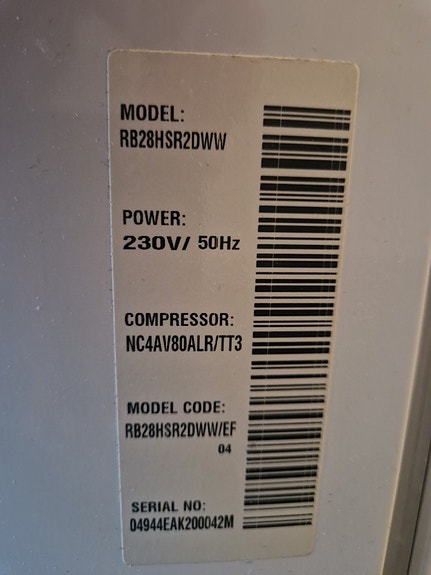 MODEL:
RB28HSR2DWW
POWER:
230V/ 50Hz
COMPRESSOR:
NC4AV80ALR/TT3
MODEL CODE:
RB28HSR2DWW/EF
04
SERIAL NO:
04944EAK200042M